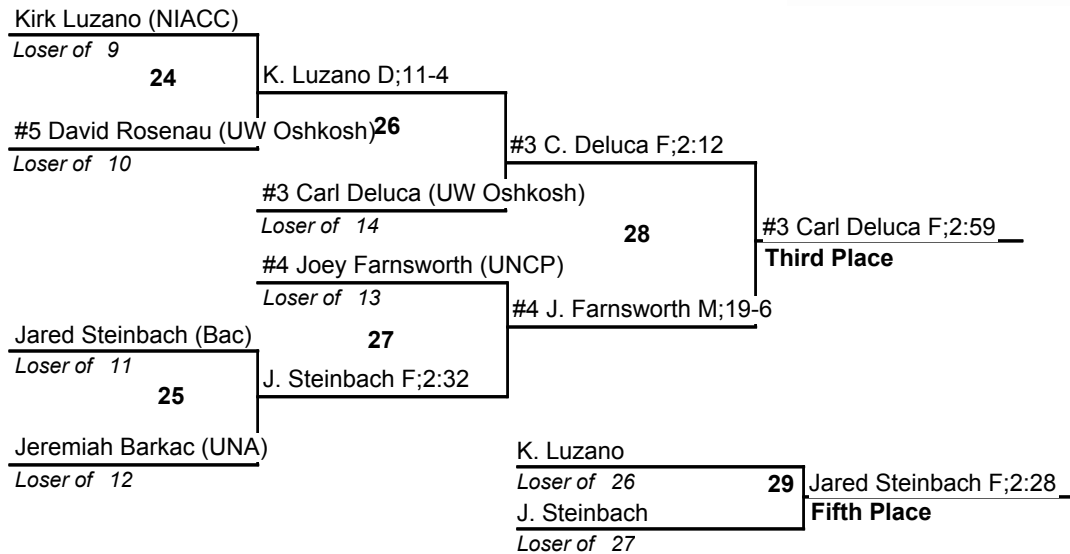 Kirk Luzano (NIACC)
Loser of 9
24
K. Luzano D;11-4
#5 David Rosenau (UW Oshkosh)
26
Loser of 10
#3 C. Deluca F;2:12
#3 Carl Deluca (UW Oshkosh)
Loser of 14
28
#3 Carl Deluca F;2:59
Third Place
#4 Joey Farnsworth (UNCP)
Loser of 13
#4 J. Farnsworth M;19-6
Jared Steinbach (Bac)
27
Loser of 11
J. Steinbach F;2:32
25
Jeremiah Barkac (UNA)
Loser of 12
K. Luzano
Loser of 26
29
Jared Steinbach F;2:28
J. Steinbach
Fifth Place
Loser of 27